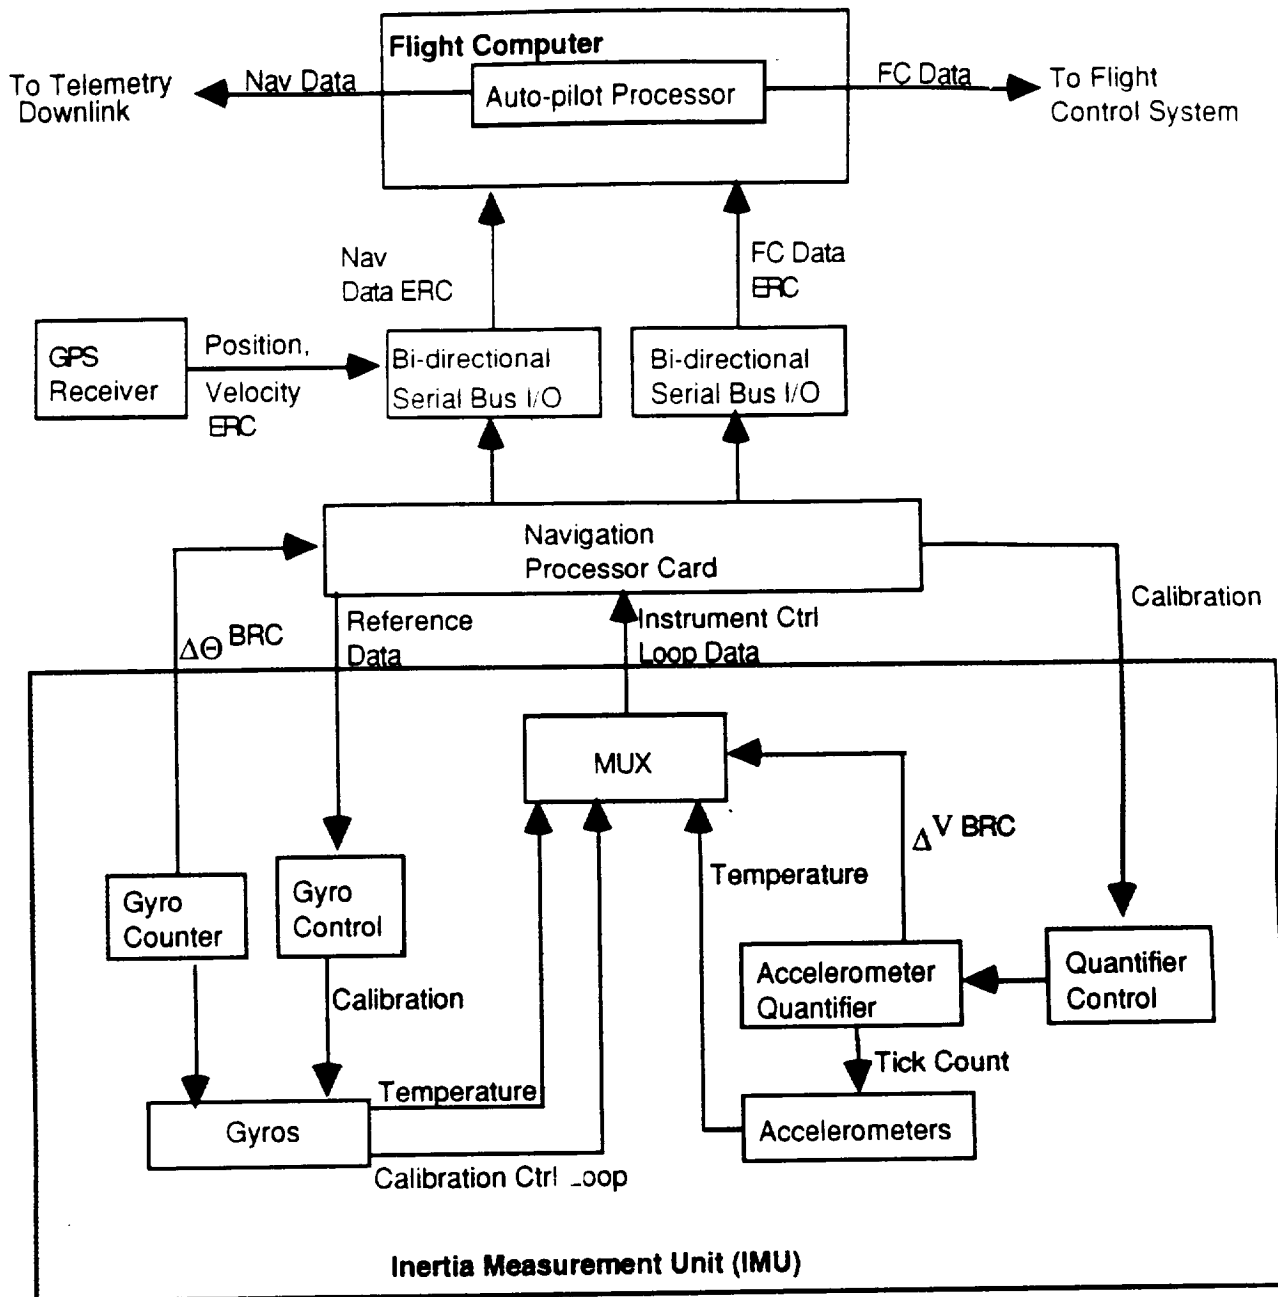 Flight Computer
To Telemetry
Downlink
Nav Data
Auto-pilot Processor
FC Data
To Flight
Control System
Nav
Data ERC
FC Data
ERC
GPS
Receiver
Position,
Velocity
ERC
Bi-directional
Serial Bus I/O
Bi-directional
Serial Bus I/O
Navigation
Processor Card
ΔΘ BRC
Reference
Data
Instrument Ctrl
Loop Data
Calibration
MUX
ΔV BRC
Temperature
Gyro
Counter
Gyro
Control
Accelerometer
Quantifier
Quantifier
Control
Calibration
Tick Count
Temperature
Gyros
Accelerometers
Calibration Ctrl Loop
Inertia Measurement Unit (IMU)